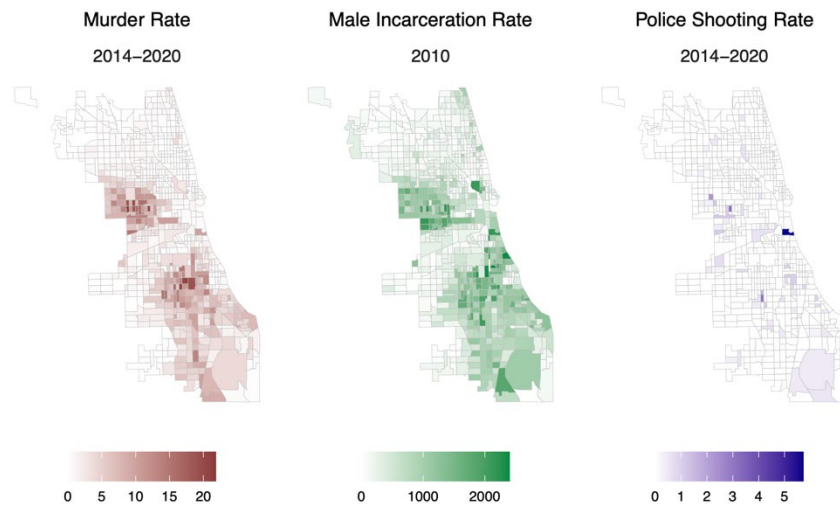 Murder Rate
2014–2020
Male Incarceration Rate
2010
Police Shooting Rate
2014–2020
0 5 10 15 20
0 1000 2000
0 1 2 3 4 5